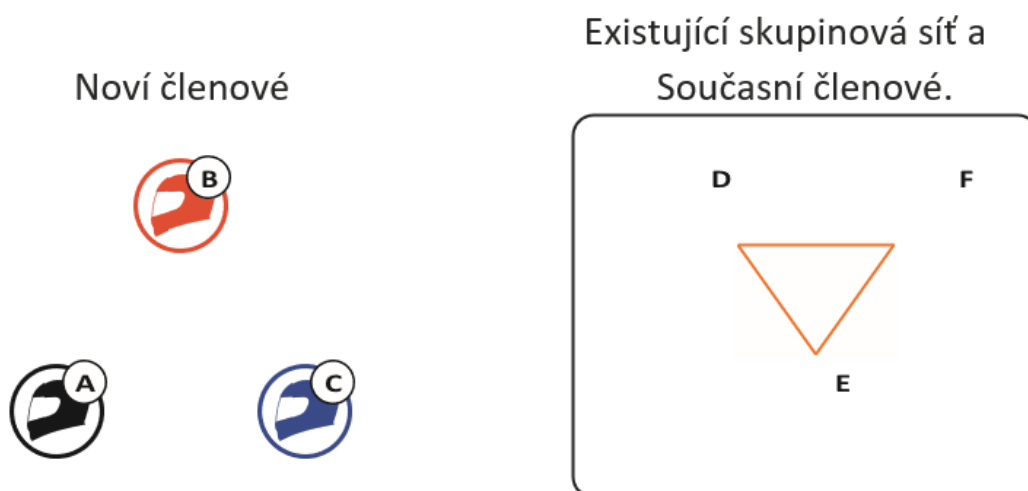 Noví členové
B
A
C
Existující skupinová síť a
Současní členové.
D
F
E